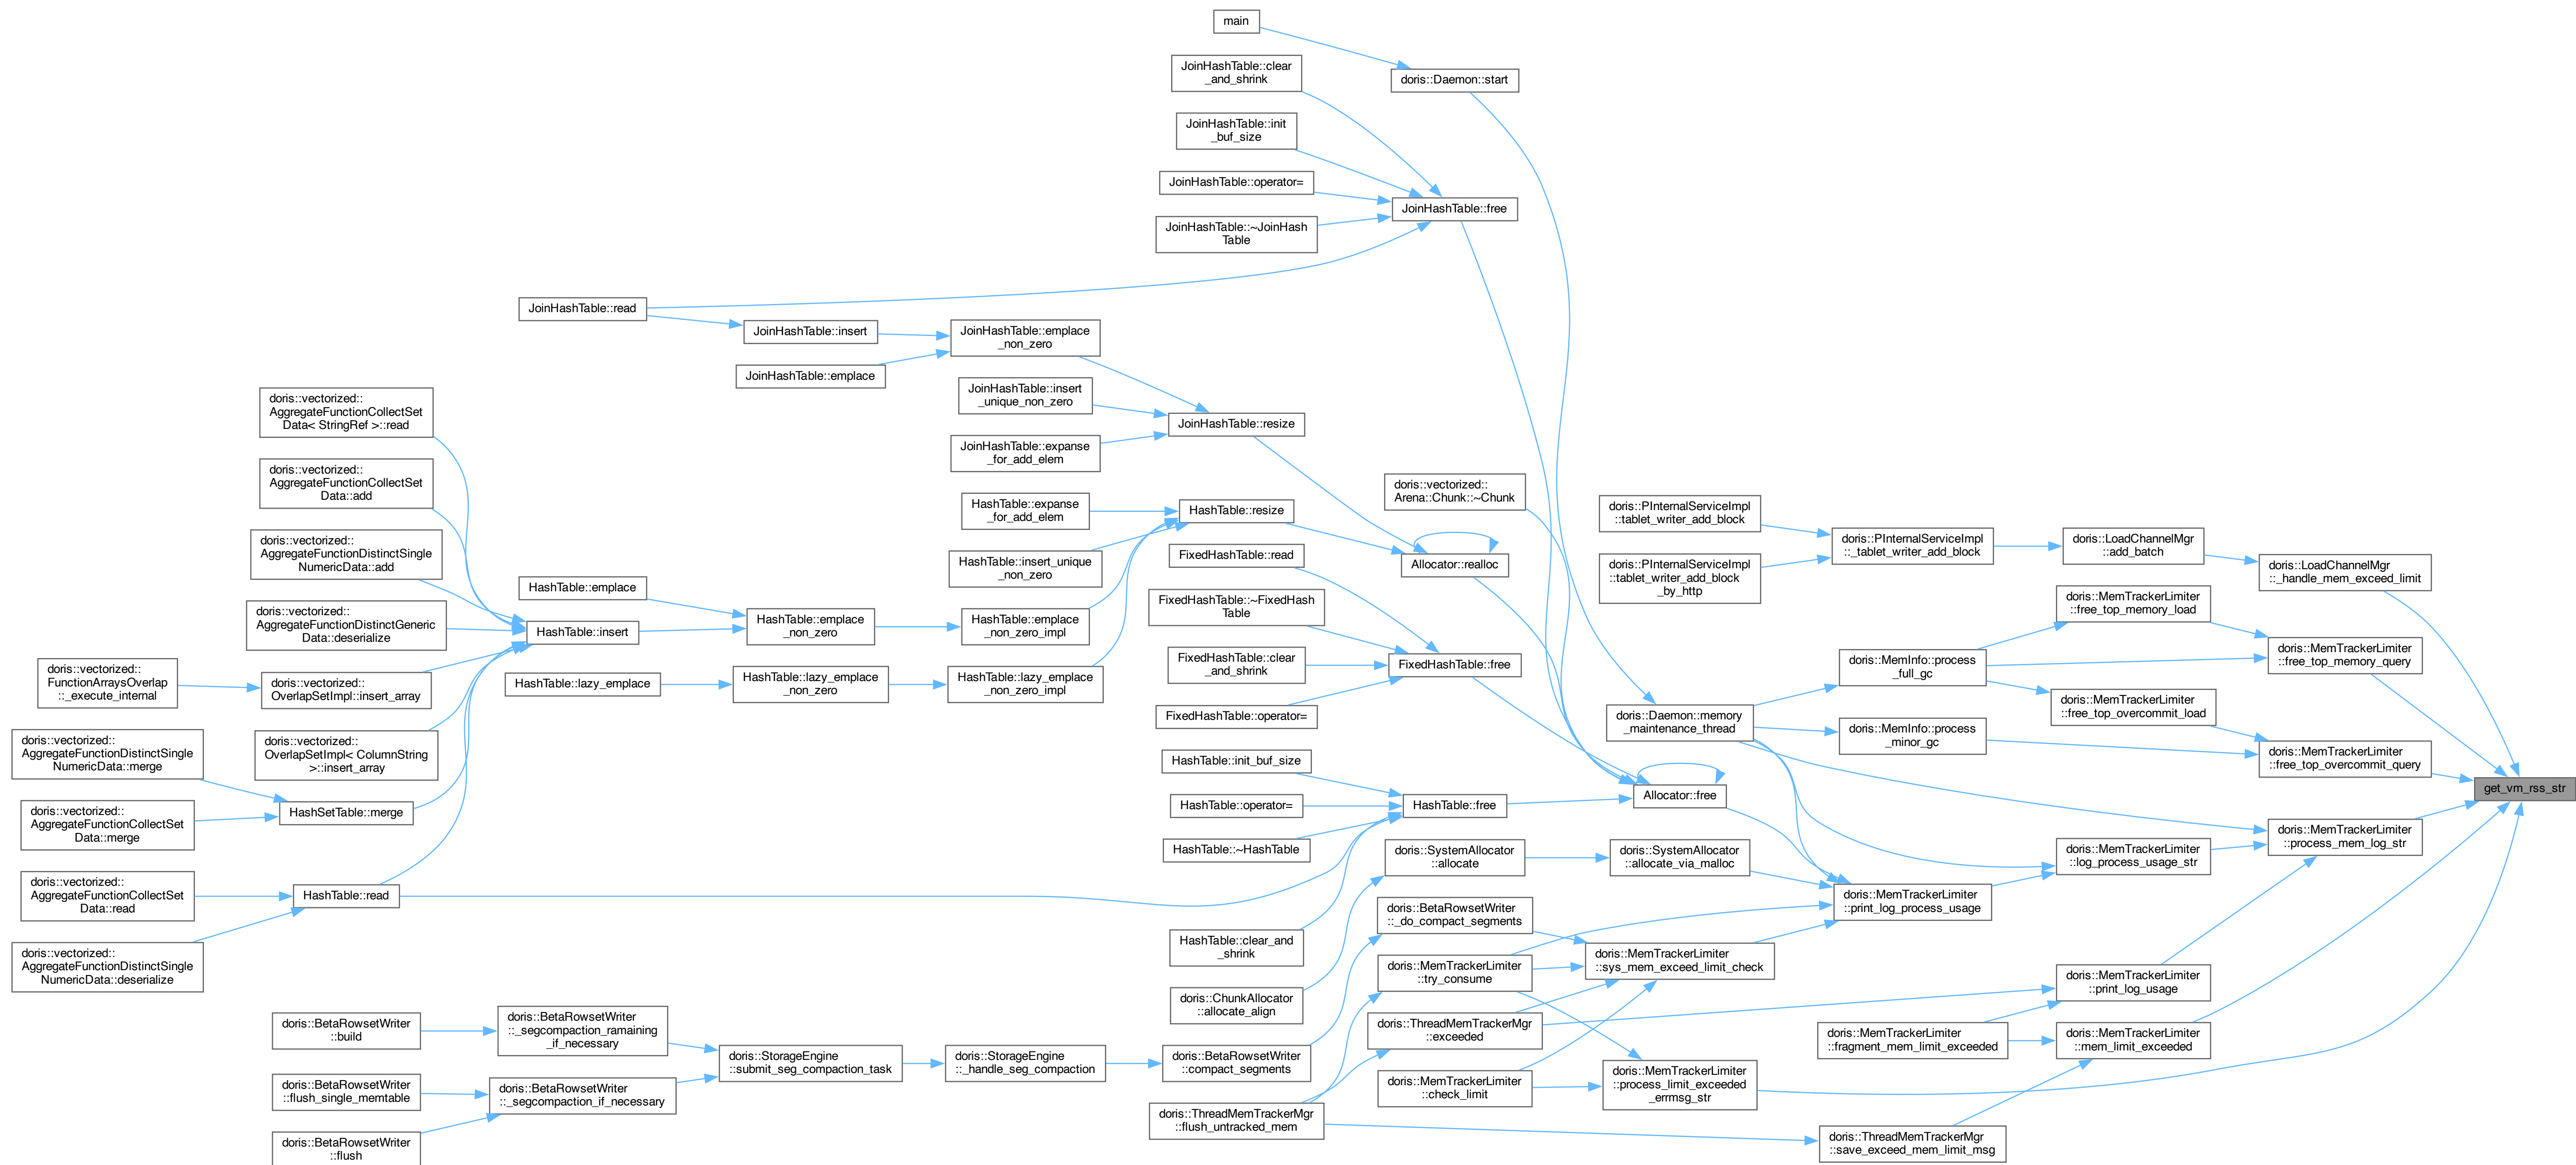 main
JoinHashTable::clear
_and_shrink
doris::Daemon::start
JoinHashTable::init
_buf_size
JoinHashTable::operator=
JoinHashTable::free
JoinHashTable::~JoinHash
Table
JoinHashTable::read
JoinHashTable::insert
JoinHashTable::emplace
_non_zero
JoinHashTable::emplace
JoinHashTable::insert
_unique_non_zero
JoinHashTable::resize
JoinHashTable::expanse
_for_add_elem
doris::vectorized::
AggregateFunctionCollectSet
Data< StringRef >::read
doris::vectorized::
AggregateFunctionCollectSet
Data::add
doris::vectorized::
AggregateFunctionDistinctSingle
NumericData::add
doris::vectorized::
AggregateFunctionDistinctGeneric
Data::deserialize
doris::vectorized::
FunctionArraysOverlap
::_execute_internal
doris::vectorized::
OverlapSetImpl::insert_array
doris::vectorized::
OverlapSetImpl< ColumnString
>::insert_array
doris::vectorized::
AggregateFunctionDistinctSingle
NumericData::merge
doris::vectorized::
AggregateFunctionCollectSet
Data::merge
HashSetTable::merge
doris::vectorized::
AggregateFunctionCollectSet
Data::read
HashTable::read
doris::vectorized::
AggregateFunctionDistinctSingle
NumericData::deserialize
HashTable::emplace
HashTable::insert
HashTable::lazy_emplace
HashTable::emplace
_non_zero
HashTable::lazy_emplace
_non_zero
HashTable::expanse
_for_add_elem
HashTable::insert_unique
_non_zero
HashTable::emplace
_non_zero_impl
HashTable::lazy_emplace
_non_zero_impl
HashTable::resize
doris::vectorized::
Arena::Chunk::~Chunk
Allocator::realloc
FixedHashTable::read
FixedHashTable::~FixedHash
Table
FixedHashTable::clear
_and_shrink
FixedHashTable::free
FixedHashTable::operator=
HashTable::init_buf_size
HashTable::operator=
HashTable::free
HashTable::~HashTable
HashTable::clear_and
_shrink
Allocator::free
doris::SystemAllocator
::allocate
doris::SystemAllocator
::allocate_via_malloc
doris::ChunkAllocator
::allocate_align
doris::BetaRowsetWriter
::_do_compact_segments
doris::MemTrackerLimiter
::try_consume
doris::MemTrackerLimiter
::sys_mem_exceed_limit_check
doris::ThreadMemTrackerMgr
::exceeded
doris::MemTrackerLimiter
::check_limit
doris::MemTrackerLimiter
::process_limit_exceeded
_errmsg_str
doris::BetaRowsetWriter
::compact_segments
doris::ThreadMemTrackerMgr
::flush_untracked_mem
doris::StorageEngine
::_handle_seg_compaction
doris::StorageEngine
::submit_seg_compaction_task
doris::BetaRowsetWriter
::_segcompaction_ramaining
_if_necessary
doris::BetaRowsetWriter
::build
doris::BetaRowsetWriter
::_segcompaction_if_necessary
doris::BetaRowsetWriter
::flush_single_memtable
doris::BetaRowsetWriter
::flush
doris::PInternalServiceImpl
::tablet_writer_add_block
doris::PInternalServiceImpl
::tablet_writer_add_block
_by_http
doris::PInternalServiceImpl
::_tablet_writer_add_block
doris::LoadChannelMgr
::add_batch
doris::LoadChannelMgr
::_handle_mem_exceed_limit
doris::MemTrackerLimiter
::free_top_memory_load
doris::MemTrackerLimiter
::free_top_memory_query
doris::MemInfo::process
_full_gc
doris::MemTrackerLimiter
::free_top_overcommit_load
doris::Daemon::memory
_maintenance_thread
doris::MemInfo::process
_minor_gc
doris::MemTrackerLimiter
::free_top_overcommit_query
get_vm_rss_str
doris::MemTrackerLimiter
::process_mem_log_str
doris::MemTrackerLimiter
::log_process_usage_str
doris::MemTrackerLimiter
::print_log_process_usage
doris::MemTrackerLimiter
::print_log_usage
doris::MemTrackerLimiter
::fragment_mem_limit_exceeded
doris::MemTrackerLimiter
::mem_limit_exceeded
doris::ThreadMemTrackerMgr
::save_exceed_mem_limit_msg